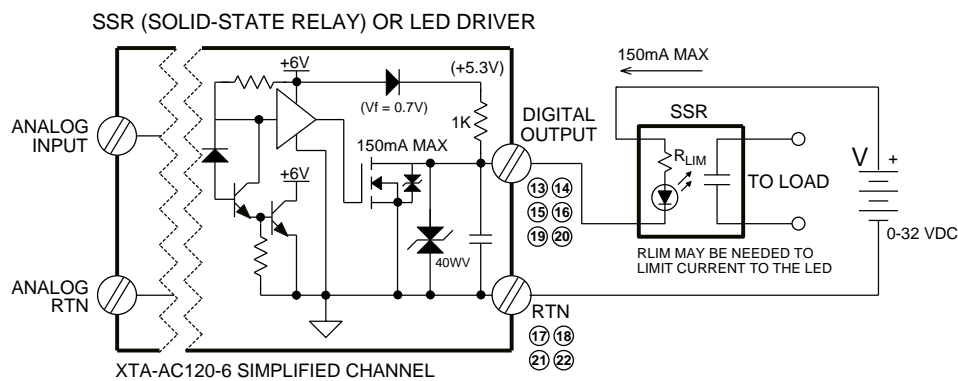 SSR (SOLID-STATE RELAY) OR LED DRIVER
+6V
(+5.3V)
(Vf = 0.7V)
1K
150mA MAX
+6V
40WV
ANALOG
INPUT
ANALOG
RTN
DIGITAL
OUTPUT
13 14
15 16
19 20
RTN
17 18
21 22
150mA MAX
SSR
RLIM
TO LOAD
V +
0-32 VDC
RLIM MAY BE NEEDED TO
LIMIT CURRENT TO THE LED
XTA-AC120-6 SIMPLIFIED CHANNEL